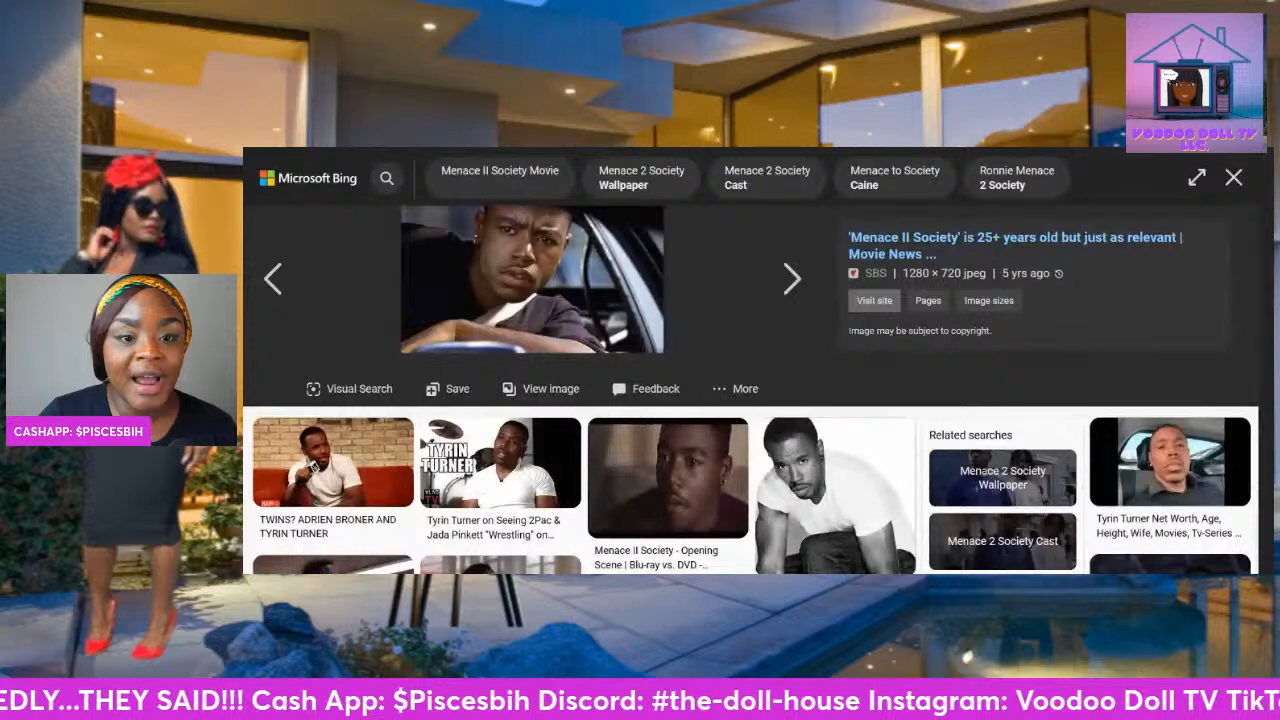 VOODOO DOLL TV
LLC.
Microsoft Bing
Menace II Society Movie
Menace 2 Society
Wallpaper
Menace 2 Society
Cast
Menace to Society
Caine
Ronnie Menace
2 Society
'Menace II Society' is 25+ years old but just as relevant |
Movie News ...
SBS | 1280 × 720 jpeg | 5 yrs ago
Visit site
Pages
Image sizes
Image may be subject to copyright.
Visual Search
Save
View image
Feedback
More
CASHAPP: $PISCESBIH
TYRIN
TURNER
VLAD
TV
TWINS? ADRIEN BRONER AND
TYRIN TURNER
Tyrin Turner on Seeing 2Pac &
Jada Pinkett "Wrestling" on...
Menace II Society - Opening
Scene | Blu-ray vs. DVD -...
Related searches
Menace 2 Society
Wallpaper
Menace 2 Society Cast
Tyrin Turner Net Worth, Age,
Height, Wife, Movies, Tv-Series ...
EDLY...THEY SAID!!! Cash App: $Piscesbih Discord: #the-doll-house Instagram: Voodoo Doll TV TikT